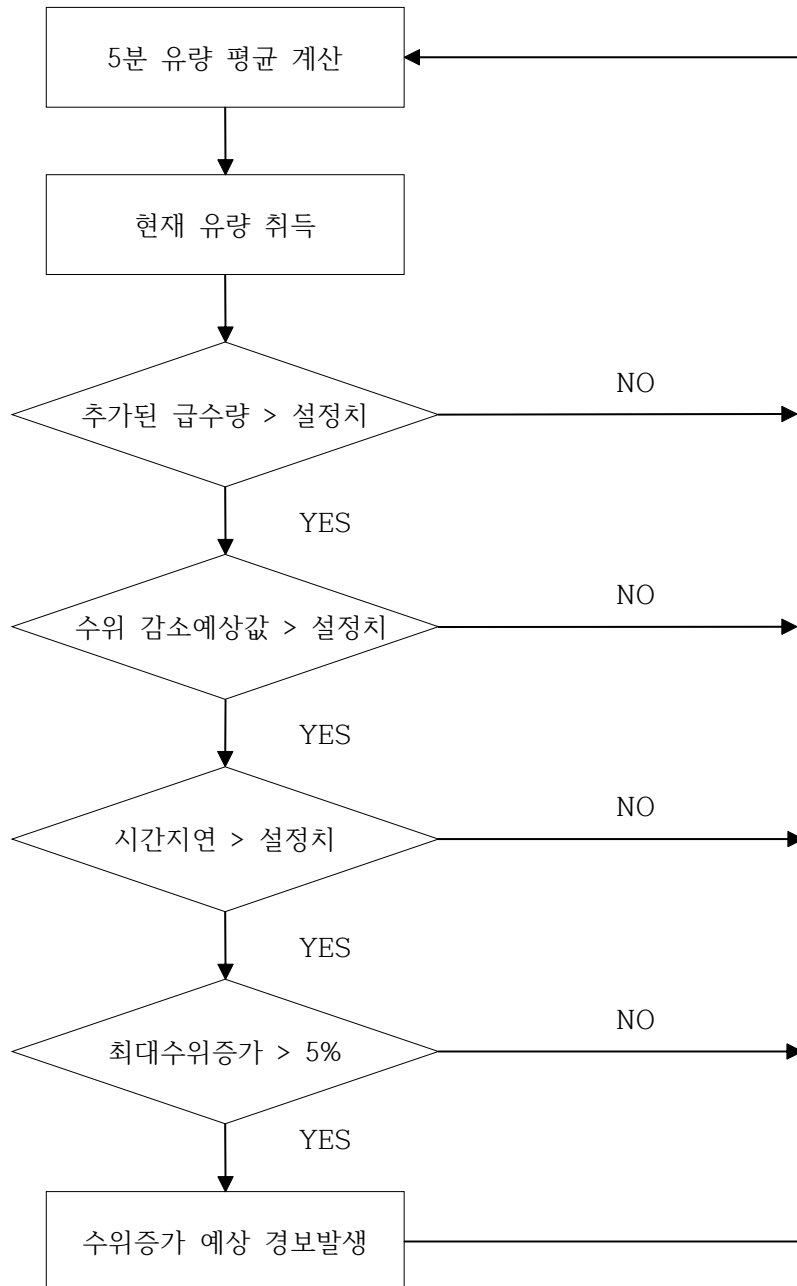 5분 유량 평균 계산
현재 유량 취득
추가된 급수량 > 설정치
NO
YES
수위 감소예상값 > 설정치
NO
YES
시간지연 > 설정치
NO
YES
최대수위증가 > 5%
NO
YES
수위증가 예상 경보발생